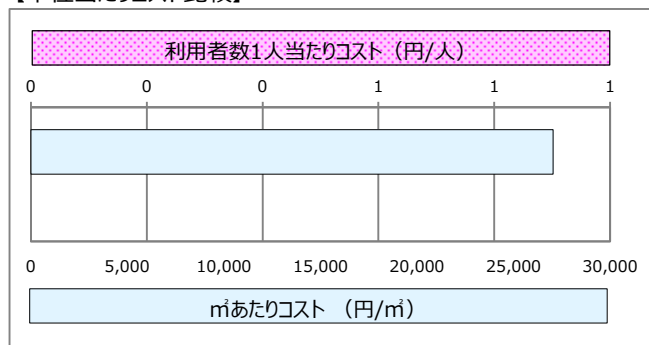 【単位当たりコスト比較】
利用者数1人当たりコスト（円/人）
0 0 0 1 1 1
0 5,000 10,000 15,000 20,000 25,000 30,000
㎡あたりコスト （円/㎡）